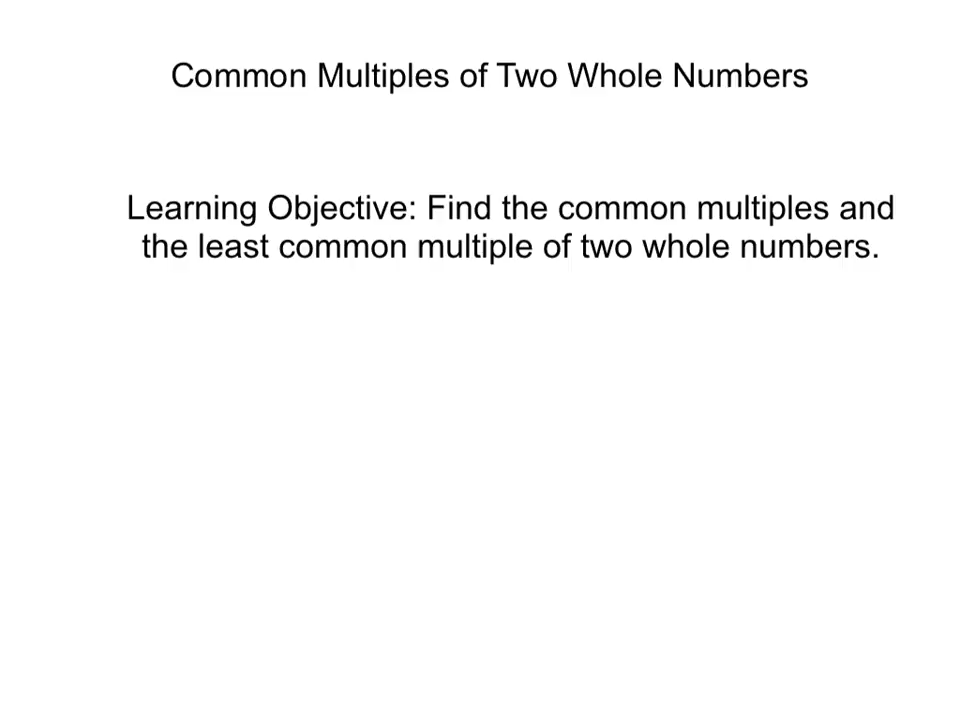 Common Multiples of Two Whole Numbers
Learning Objective: Find the common multiples and
the least common multiple of two whole numbers.